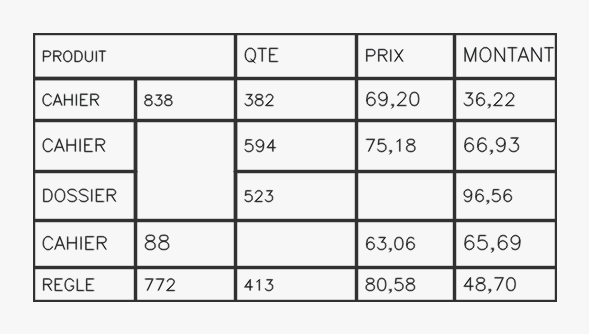 PRODUIT QTE PRIX MONTANT
CAHIER 838 382 69,20 36,22
CAHIER 594 75,18 66,93
DOSSIER 523 96,56
CAHIER 88 63,06 65,69
REGLE 772 413 80,58 48,70